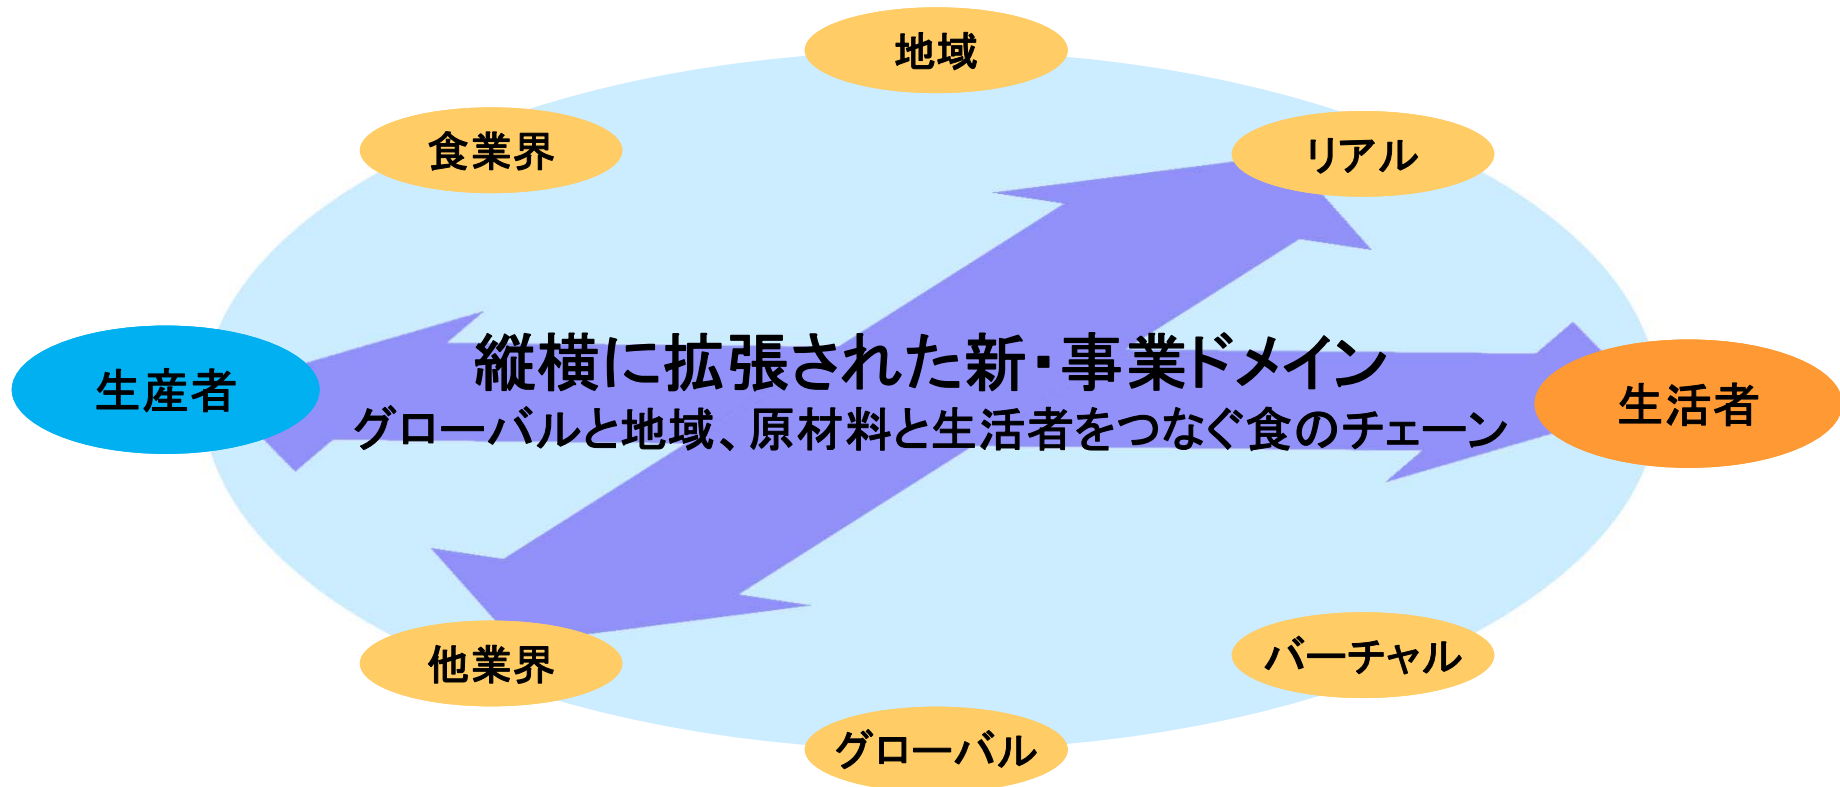 地域
食業界
リアル
縦横に拡張された新・事業ドメイン
生産者
生活者
グローバルと地域、原材料と生活者をつなぐ食のチェーン
他業界
バーチャル
グローバル